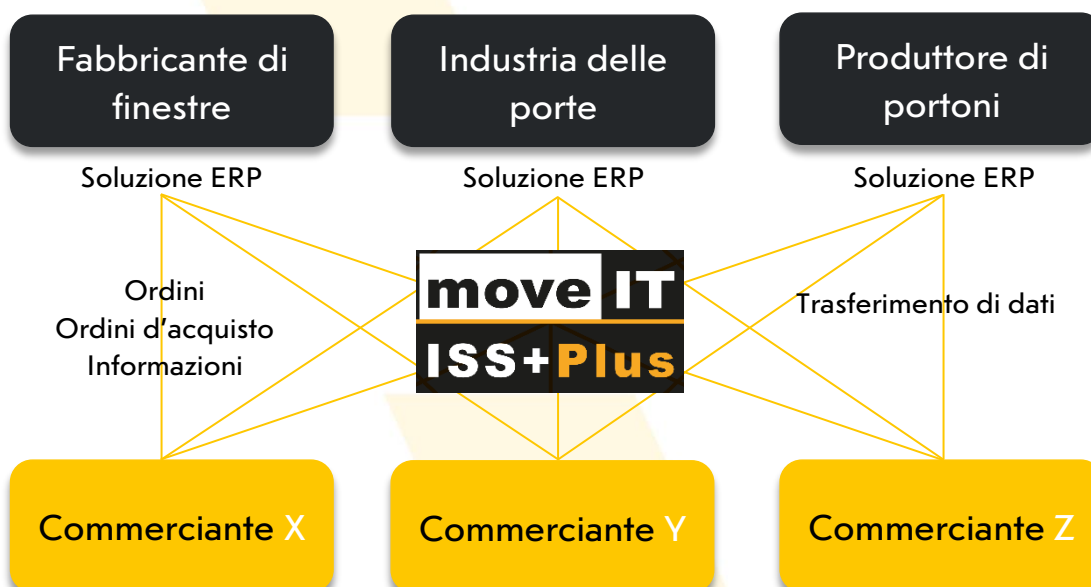 Fabbricante di
finestre
Industria delle
porte
Produttore di
portoni
Soluzione ERP
Soluzione ERP
Soluzione ERP
Ordini
Ordini d'acquisto
Informazioni
move IT
ISS+Plus
Trasferimento di dati
Commerciante X
Commerciante Y
Commerciante Z